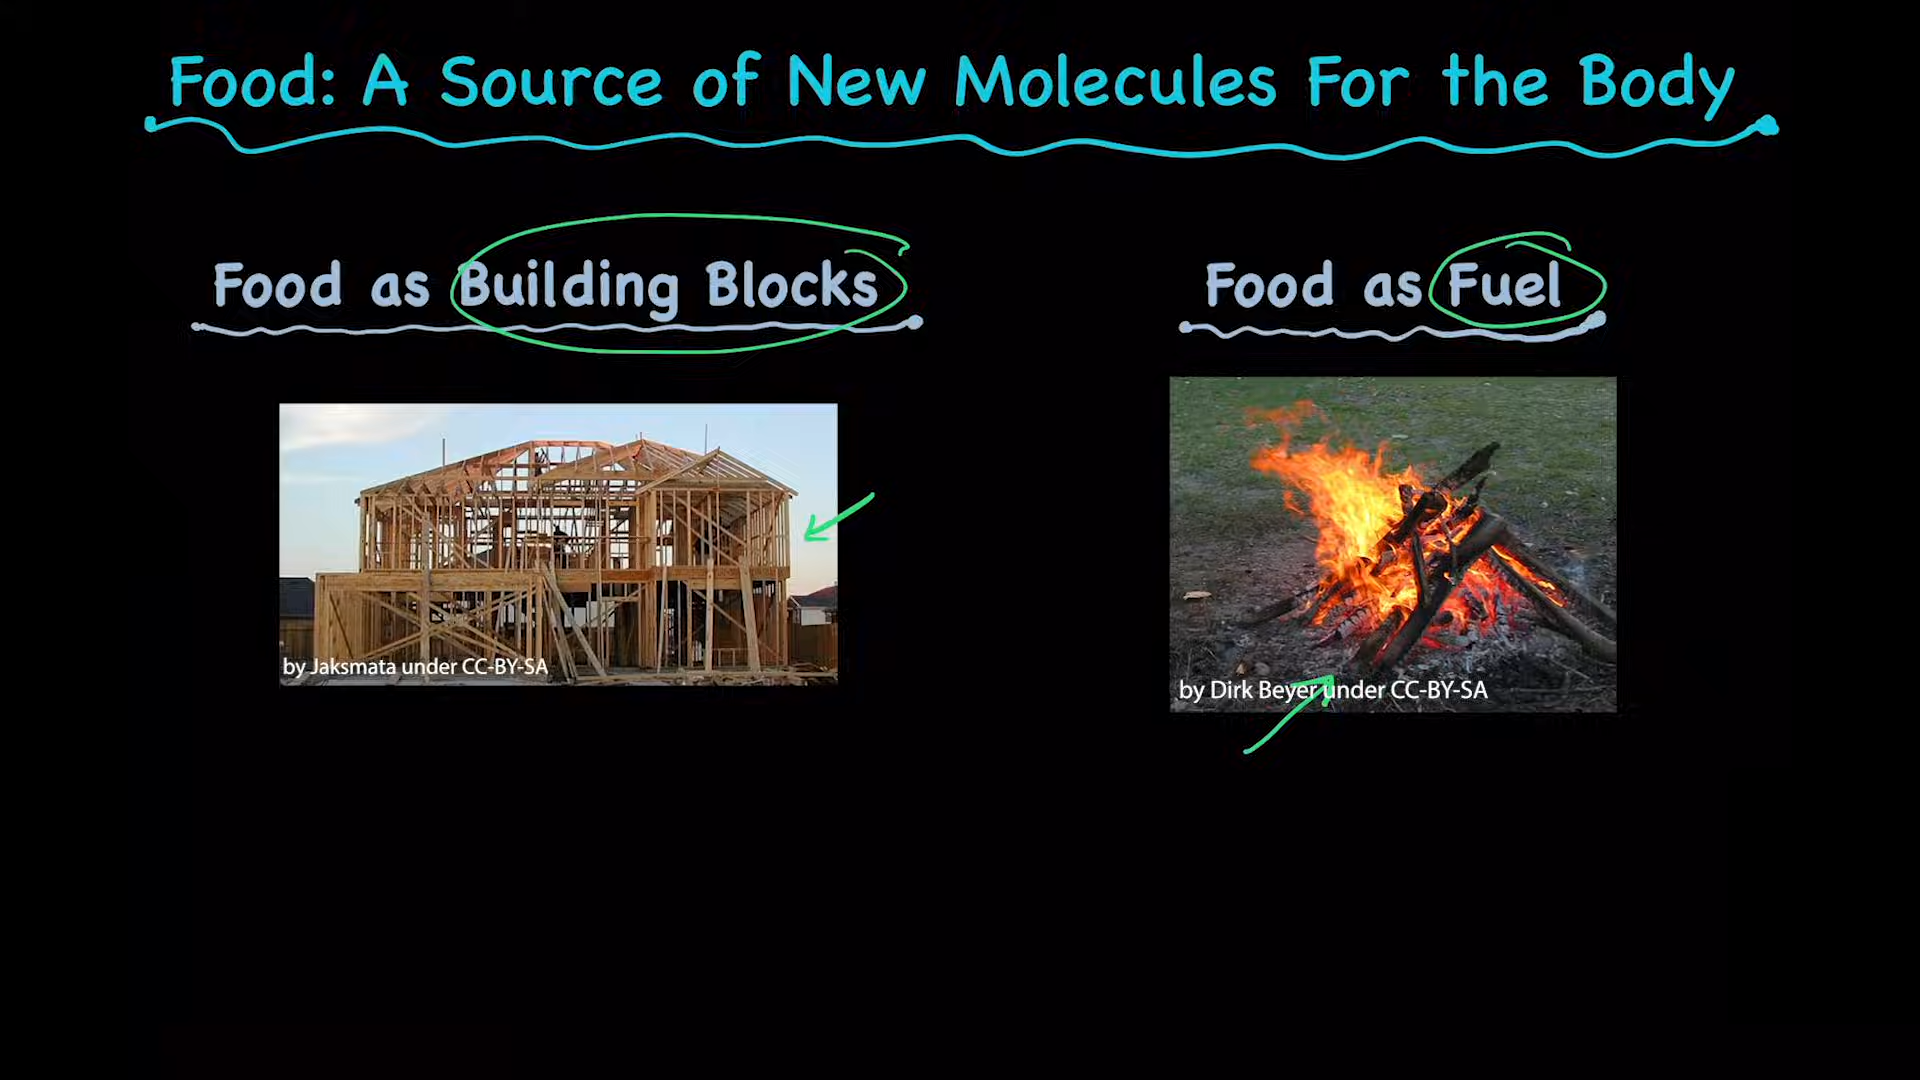 Food: A Source of New Molecules For the Body
Food as Building Blocks
Food as Fuel
by Jaksmata under CC-BY-SA
by Dirk Beyer under CC-BY-SA